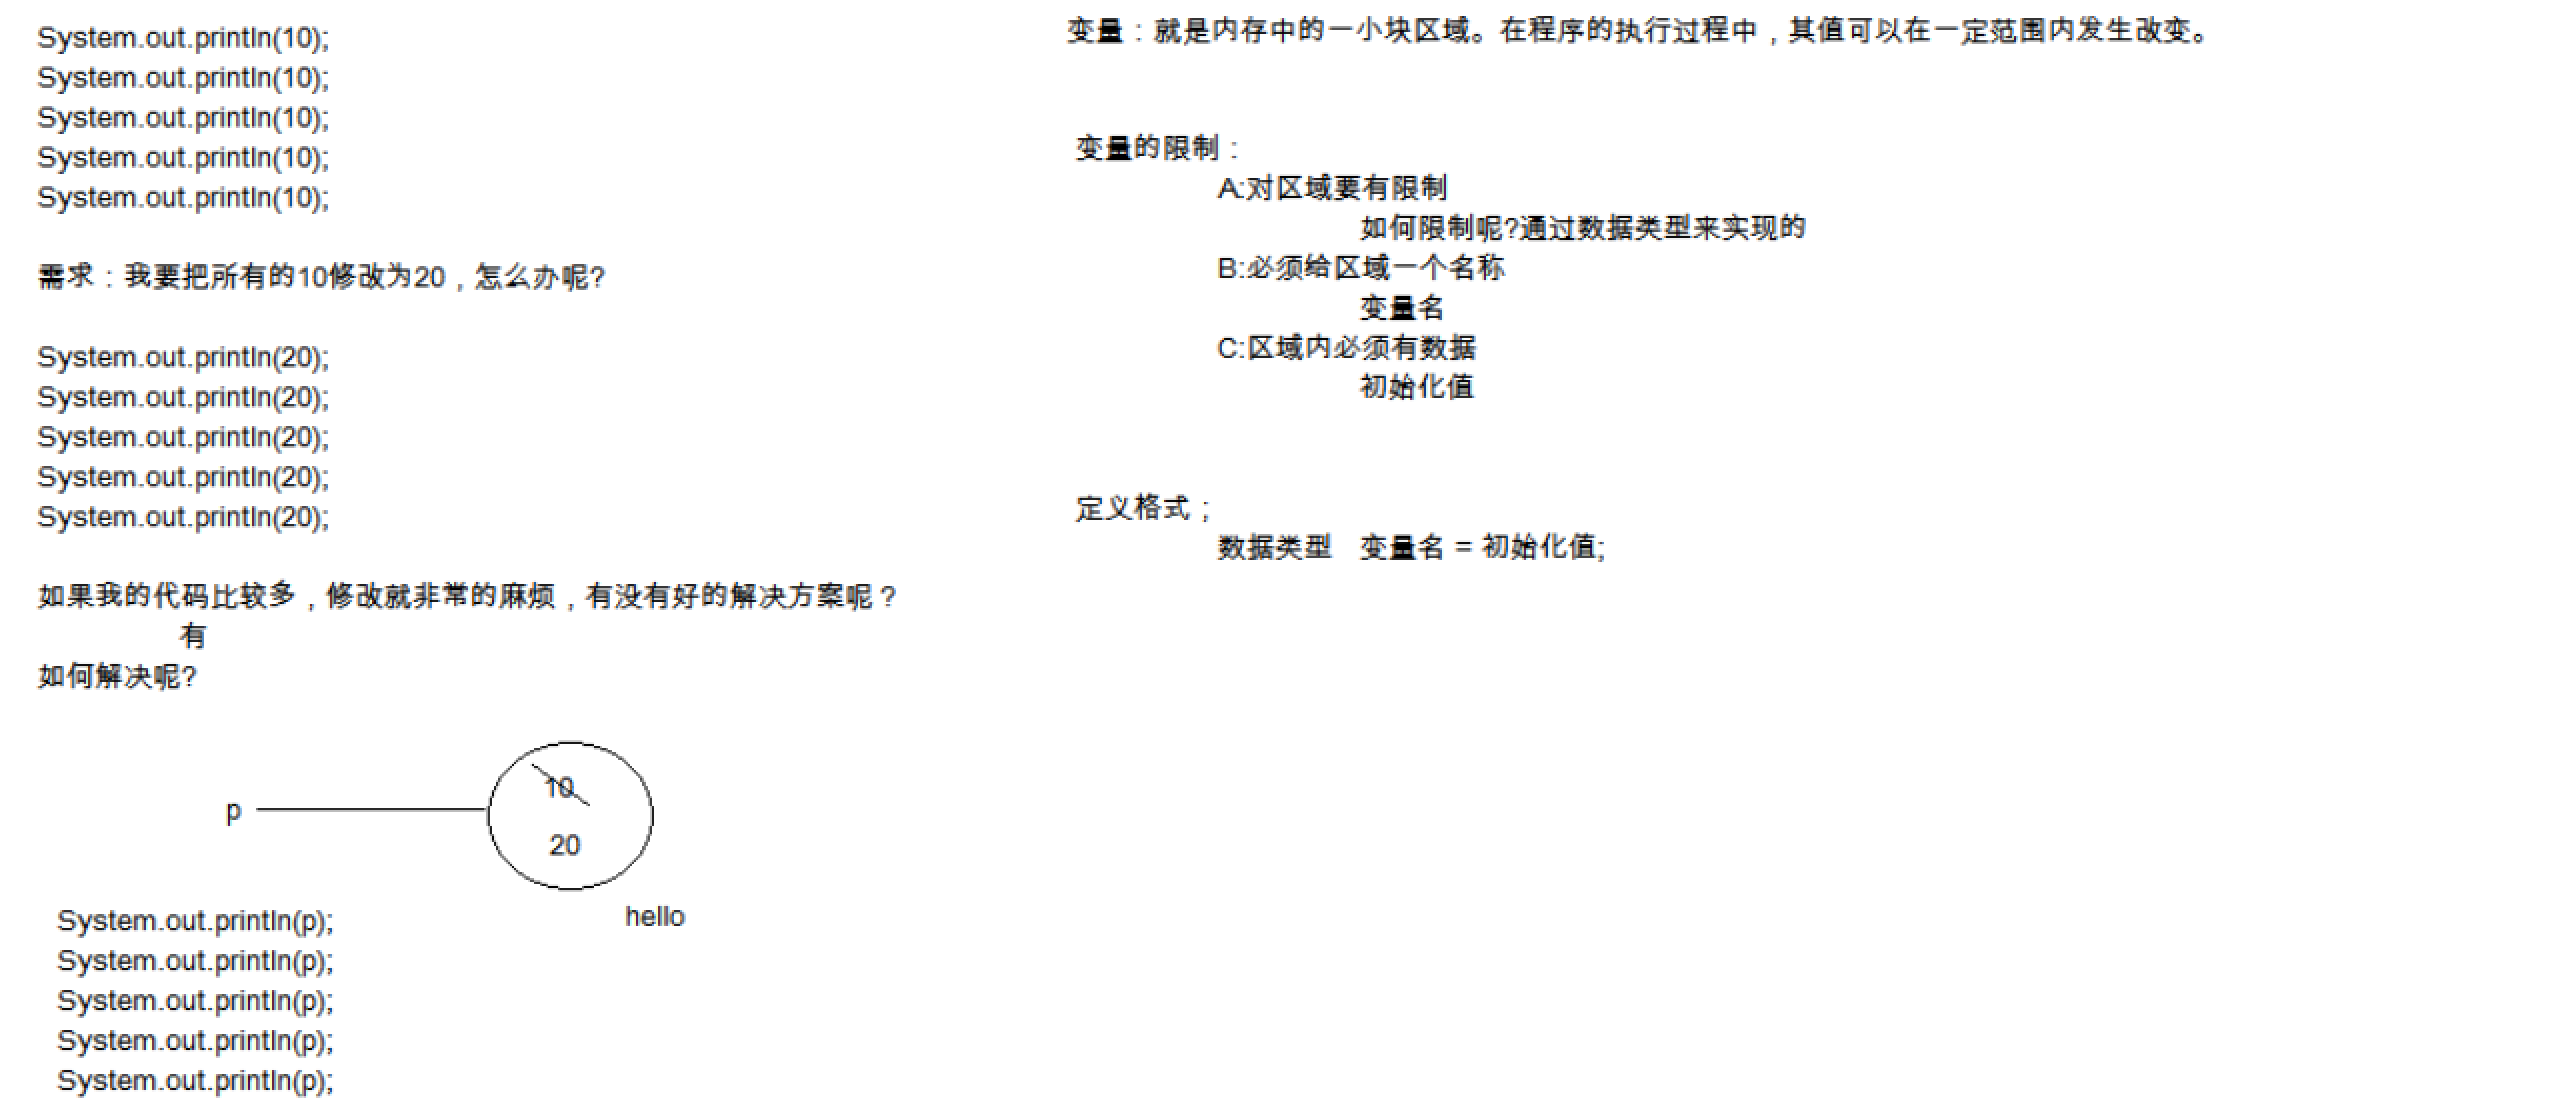 System.out.println(10);
System.out.println(10);
System.out.println(10);
System.out.println(10);
System.out.println(10);
需求：我要把所有的10修改为20，怎么办呢?
System.out.println(20);
System.out.println(20);
System.out.println(20);
System.out.println(20);
System.out.println(20);
如果我的代码比较多，修改就非常的麻烦，有没有好的解决方案呢？
有
如何解决呢?
10
p
20
hello
System.out.println(p);
System.out.println(p);
System.out.println(p);
System.out.println(p);
System.out.println(p);
变量：就是内存中的一小块区域。在程序的执行过程中，其值可以在一定范围内发生改变。
变量的限制：
A:对区域要有限制
如何限制呢?通过数据类型来实现的
B:必须给区域一个名称
变量名
C:区域内必须有数据
初始化值
定义格式；
数据类型 变量名 = 初始化值;